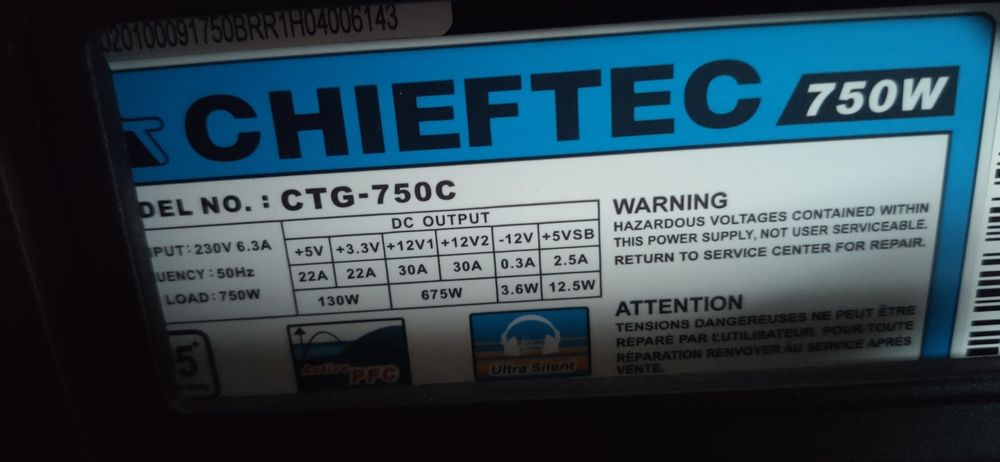 020100091750BRR1H04006143
CHIEFTEC 750W
DEL NO. : CTG-750C
DC OUTPUT
PUT: 230V 6.3A
UENCY: 50Hz
LOAD: 750W
+5V +3.3V +12V1 +12V2 -12V +5VSB
22A 22A 30A 30A 0.3A 2.5A
130W 675W 3.6W 12.5W
WARNING
HAZARDOUS VOLTAGES CONTAINED WITHIN
THIS POWER SUPPLY, NOT USER SERVICEABLE.
RETURN TO SERVICE CENTER FOR REPAIR.
ATTENTION
TENSIONS DANGEREUSES NE PEUT ÊTRE
RÉPARÉ PAR L'UTILISATEUR. POUR TOUTE
RÉPARATION RENVOYER AU SERVICE APRÈS
VENTE.
5+
Active PFC
Ultra Silent